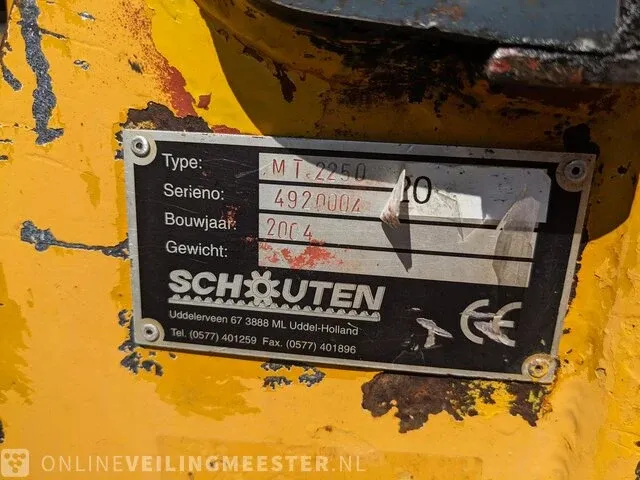 Type: MT.2250 20
Serieno: 4920004
Bouwjaar: 2004
Gewicht:
SCHOUTEN
Uddelerveen 67 3888 ML Uddel-Holland
Tel. (0577) 401259 Fax. (0577) 401896
CE
ONLINEVEILINGMEESTER.NL